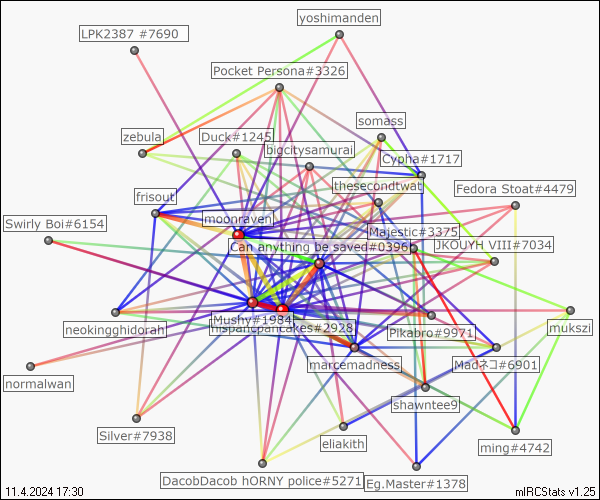 yoshimanden
LPK2387 #7690
Pocket Persona#3326
somass
zebula
Duck#1245
bigcitysamurai
Cypha#1717
thesecondtwat
Fedora Stoat#4479
frisout
moonraven
Swirly Boi#6154
Majestic#3375
Can anything be saved#0396
JKOUYH VIII#7034
Mushy#1984
hispanicpancakes#2928
neokingghidorah
Pikabro#9971
mukszi
marcemadness
Madネコ#6901
normalwan
shawntee9
Silver#7938
eliakith
ming#4742
DacobDacob hORNY police#5271
Eg.Master#1378
11.4.2024 17:30
mIRCStats v1.25